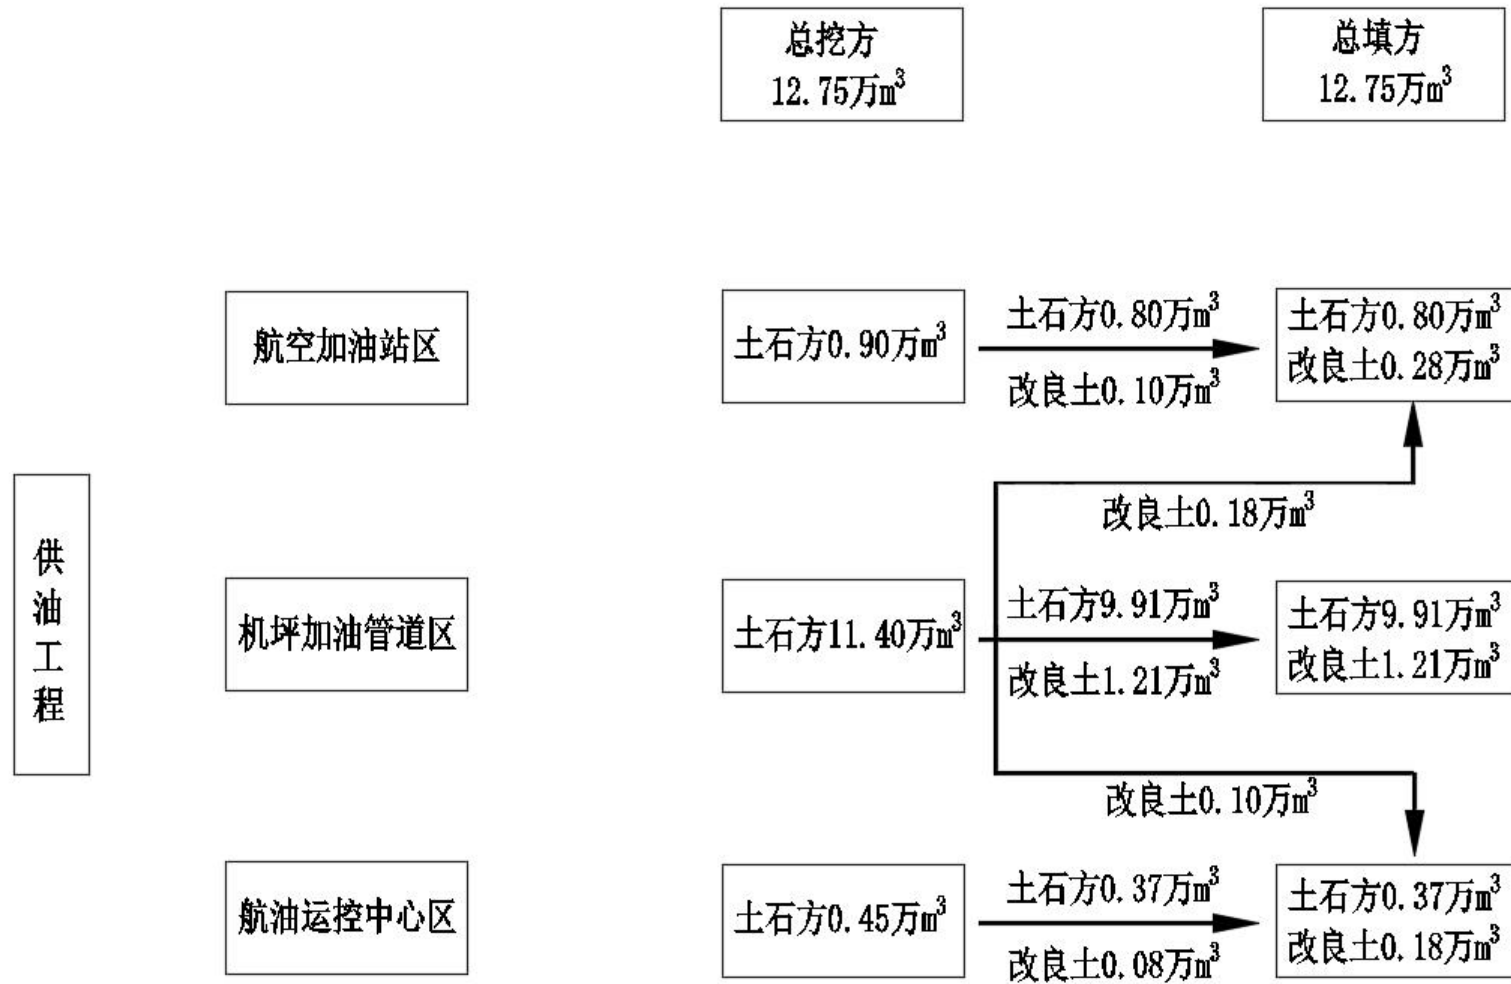 总挖方
12.75万m³
总填方
12.75万m³
航空加油站区
土石方0.90万m³
土石方0.80万m³
改良土0.10万m³
土石方0.80万m³
改良土0.28万m³
改良土0.18万m³
供油工程
机坪加油管道区
土石方11.40万m³
土石方9.91万m³
改良土1.21万m³
土石方9.91万m³
改良土1.21万m³
改良土0.10万m³
航油运控中心区
土石方0.45万m³
土石方0.37万m³
改良土0.08万m³
土石方0.37万m³
改良土0.18万m³